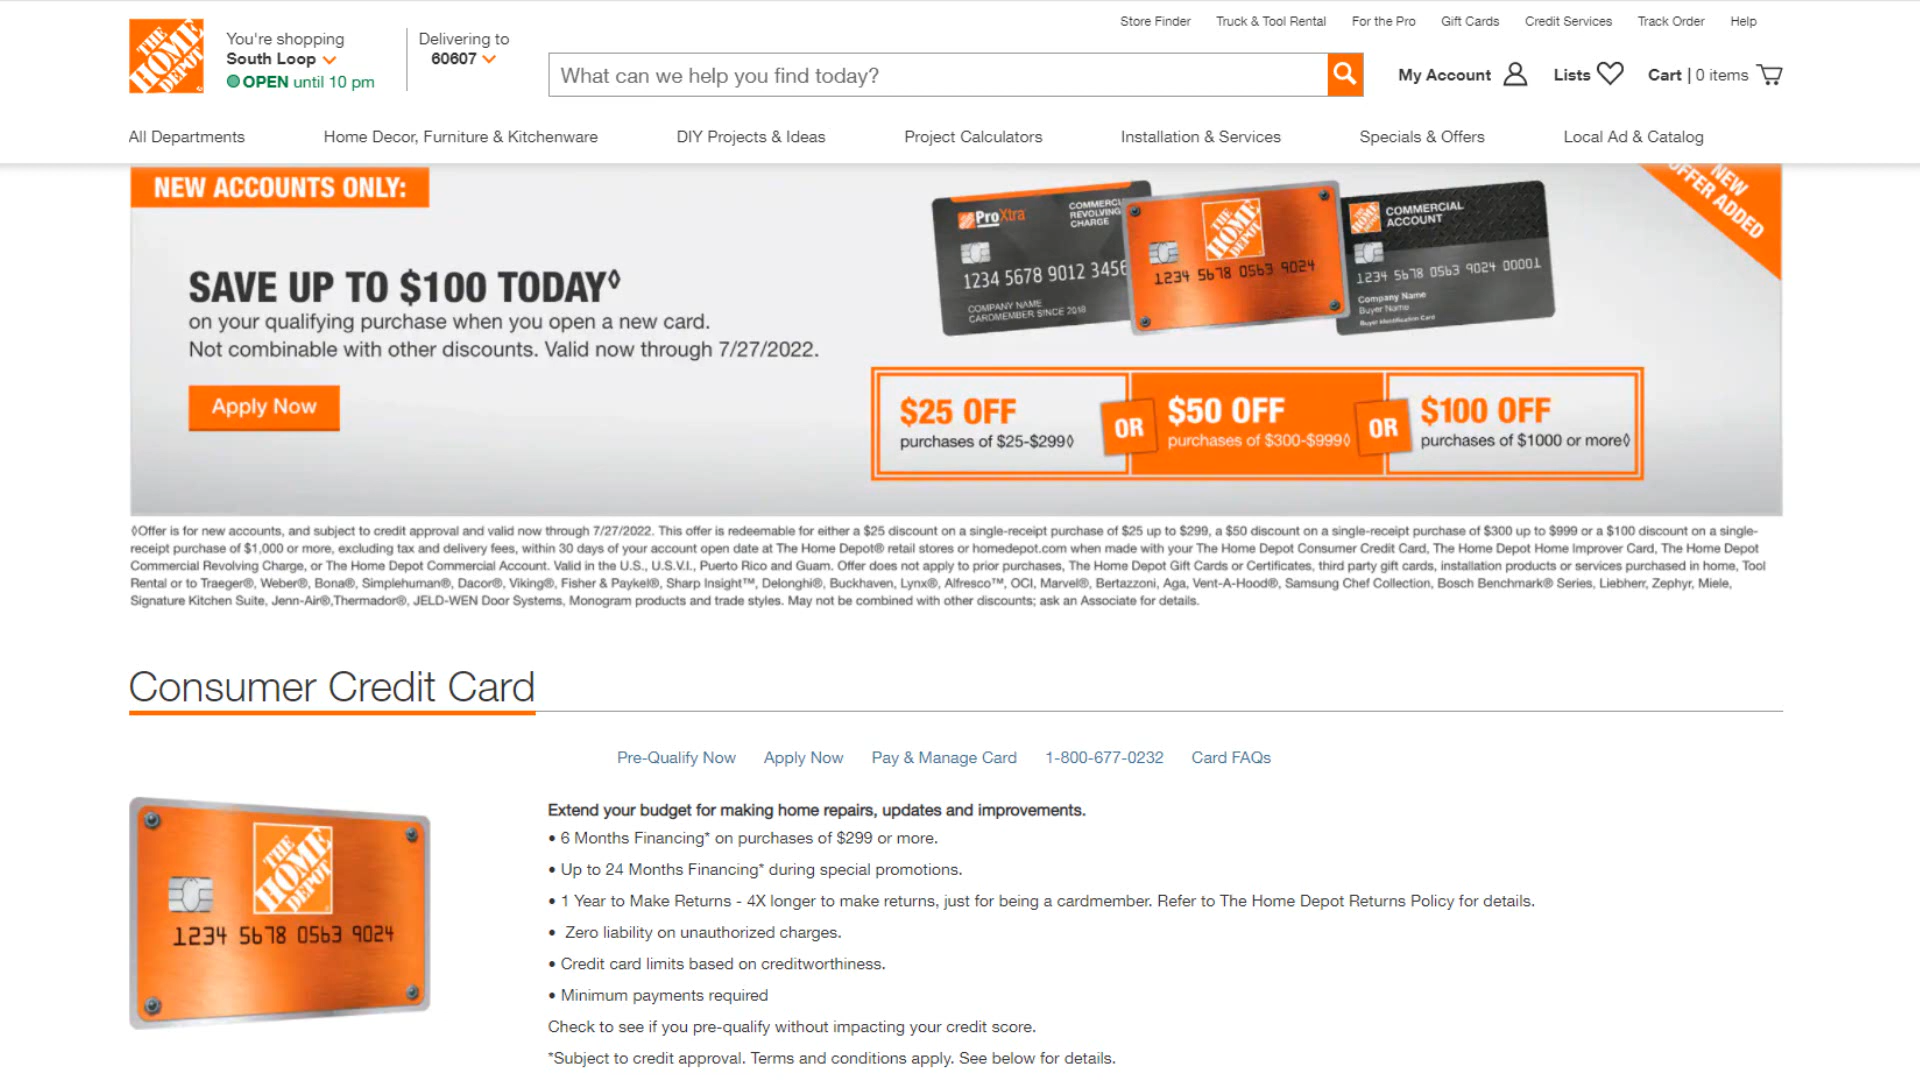 Store Finder Truck & Tool Rental For the Pro Gift Cards Credit Services Track Order Help
THE HOME DEPOT
You're shopping
South Loop
OPEN until 10 pm
Delivering to
60607
What can we help you find today?
My Account Lists Cart | 0 items
All Departments Home Decor, Furniture & Kitchenware DIY Projects & Ideas Project Calculators Installation & Services Specials & Offers Local Ad & Catalog
NEW ACCOUNTS ONLY:
SAVE UP TO $100 TODAY◊
on your qualifying purchase when you open a new card.
Not combinable with other discounts. Valid now through 7/27/2022.
Apply Now
ProXtra
COMMERCI
REVOLVING
CHARGE
1234 5678 9012 3456
COMPANY NAME
CARDMEMBER SINCE 2018
THE HOME DEPOT
1234 5678 0563 9024
COMMERCIAL
ACCOUNT
1234 5678 0563 9024 00001
Company Name
Buyer Name
Buyer Identification Card
NEW
OFFER ADDED
$25 OFF
purchases of $25-$299◊
OR
$50 OFF
purchases of $300-$999◊
OR
$100 OFF
purchases of $1000 or more◊
◊Offer is for new accounts, and subject to credit approval and valid now through 7/27/2022. This offer is redeemable for either a $25 discount on a single-receipt purchase of $25 up to $299, a $50 discount on a single-receipt purchase of $300 up to $999 or a $100 discount on a single-
receipt purchase of $1,000 or more, excluding tax and delivery fees, within 30 days of your account open date at The Home Depot® retail stores or homedepot.com when made with your The Home Depot Consumer Credit Card, The Home Depot Home Improver Card, The Home Depot
Commercial Revolving Charge, or The Home Depot Commercial Account. Valid in the U.S., U.S.V.I., Puerto Rico and Guam. Offer does not apply to prior purchases, The Home Depot Gift Cards or Certificates, third party gift cards, installation products or services purchased in home, Tool
Rental or to Traeger®, Weber®, Bona®, Simplehuman®, Dacor®, Viking®, Fisher & Paykel®, Sharp Insight™, Delonghi®, Buckhaven, Lynx®, Alfresco™, OCI, Marvel®, Bertazzoni, Aga, Vent-A-Hood®, Samsung Chef Collection, Bosch Benchmark® Series, Liebherr, Zephyr, Miele,
Signature Kitchen Suite, Jenn-Air®,Thermador®, JELD-WEN Door Systems, Monogram products and trade styles. May not be combined with other discounts; ask an Associate for details.
Consumer Credit Card
Pre-Qualify Now Apply Now Pay & Manage Card 1-800-677-0232 Card FAQs
THE HOME DEPOT
1234 5678 0563 9024
Extend your budget for making home repairs, updates and improvements.
• 6 Months Financing* on purchases of $299 or more.
• Up to 24 Months Financing* during special promotions.
• 1 Year to Make Returns - 4X longer to make returns, just for being a cardmember. Refer to The Home Depot Returns Policy for details.
• Zero liability on unauthorized charges.
• Credit card limits based on creditworthiness.
• Minimum payments required
Check to see if you pre-qualify without impacting your credit score.
*Subject to credit approval. Terms and conditions apply. See below for details.